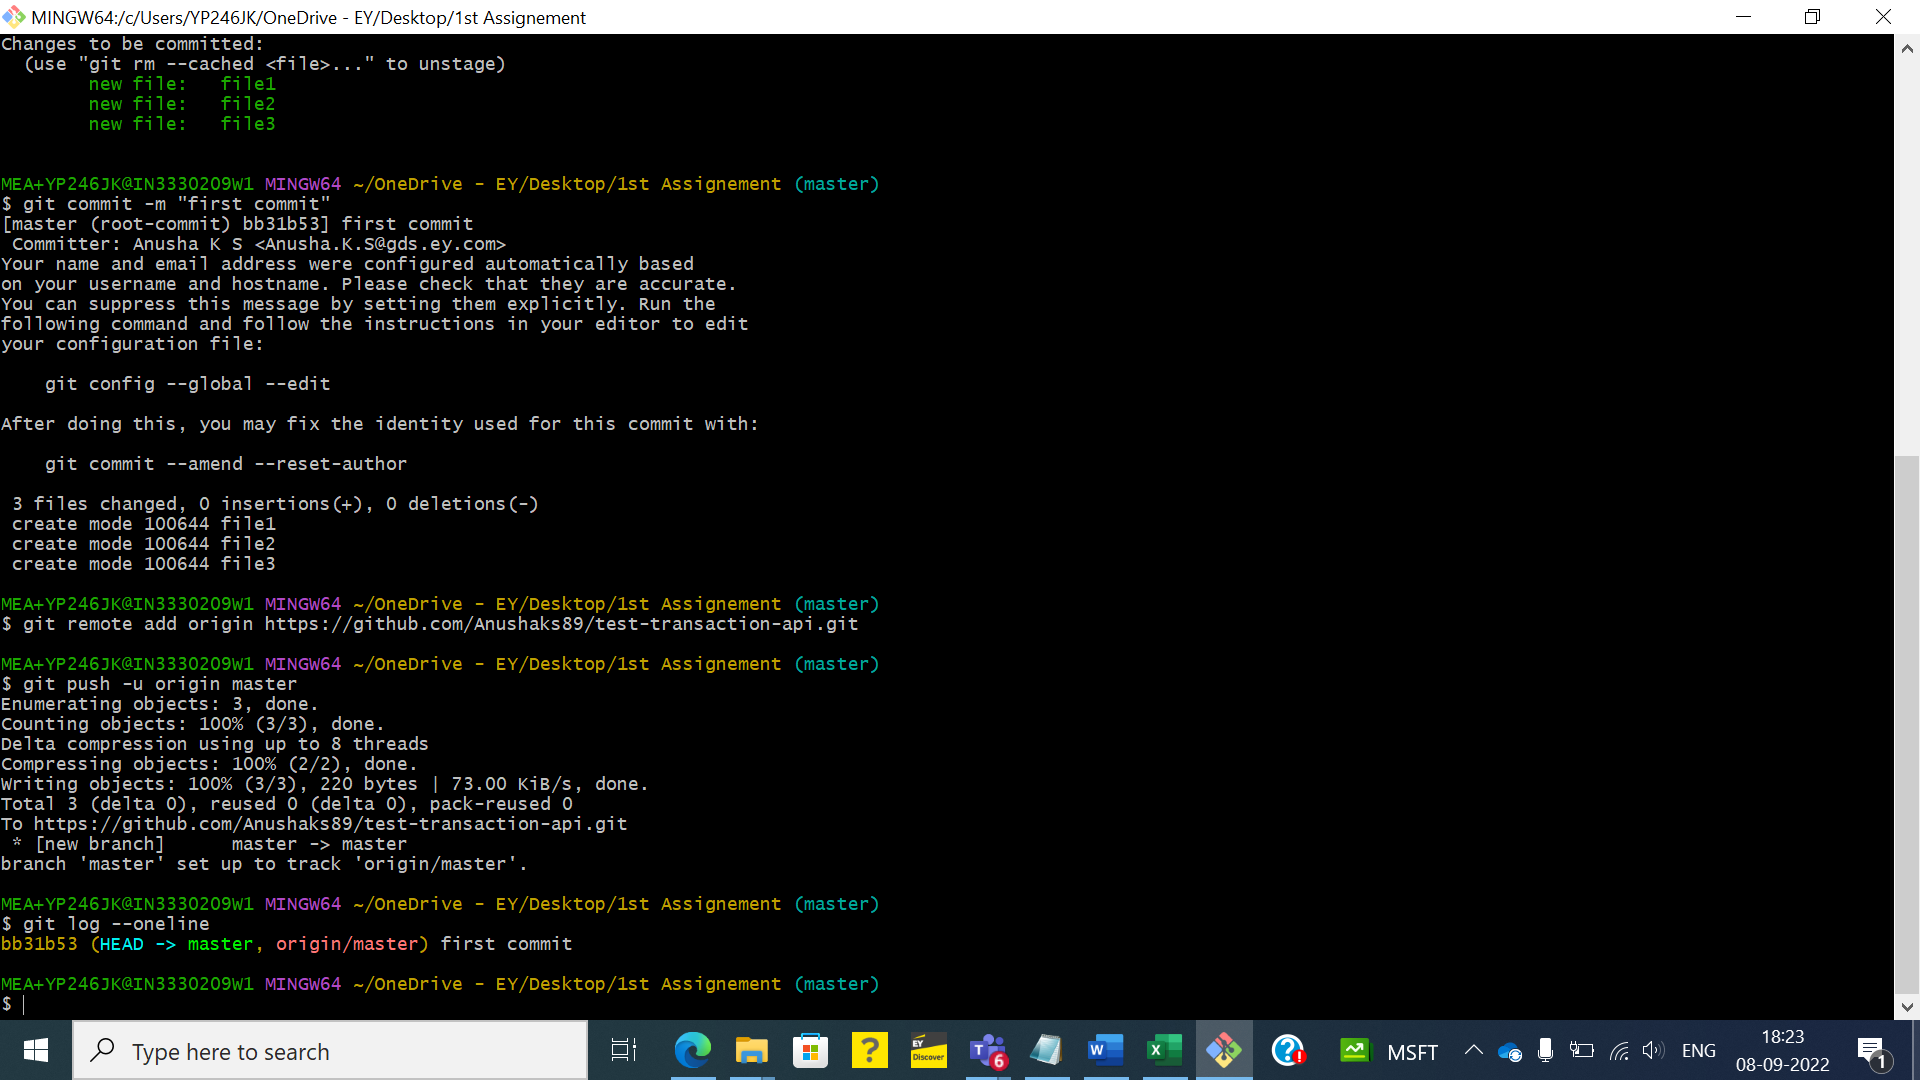 MINGW64:/c/Users/YP246JK/OneDrive - EY/Desktop/1st Assignement
Changes to be committed:
  (use "git rm --cached <file>..." to unstage)
        new file:   file1
        new file:   file2
        new file:   file3
MEA+YP246JK@IN3330209W1 MINGW64 ~/OneDrive - EY/Desktop/1st Assignement (master)
$ git commit -m "first commit"
[master (root-commit) bb31b53] first commit
 Committer: Anusha K S <Anusha.K.S@gds.ey.com>
Your name and email address were configured automatically based
on your username and hostname. Please check that they are accurate.
You can suppress this message by setting them explicitly. Run the
following command and follow the instructions in your editor to edit
your configuration file:
    git config --global --edit
After doing this, you may fix the identity used for this commit with:
    git commit --amend --reset-author
 3 files changed, 0 insertions(+), 0 deletions(-)
 create mode 100644 file1
 create mode 100644 file2
 create mode 100644 file3
MEA+YP246JK@IN3330209W1 MINGW64 ~/OneDrive - EY/Desktop/1st Assignement (master)
$ git remote add origin https://github.com/Anushaks89/test-transaction-api.git
MEA+YP246JK@IN3330209W1 MINGW64 ~/OneDrive - EY/Desktop/1st Assignement (master)
$ git push -u origin master
Enumerating objects: 3, done.
Counting objects: 100% (3/3), done.
Delta compression using up to 8 threads
Compressing objects: 100% (2/2), done.
Writing objects: 100% (3/3), 220 bytes | 73.00 KiB/s, done.
Total 3 (delta 0), reused 0 (delta 0), pack-reused 0
To https://github.com/Anushaks89/test-transaction-api.git
 * [new branch]      master -> master
branch 'master' set up to track 'origin/master'.
MEA+YP246JK@IN3330209W1 MINGW64 ~/OneDrive - EY/Desktop/1st Assignement (master)
$ git log --oneline
bb31b53 (HEAD -> master, origin/master) first commit
MEA+YP246JK@IN3330209W1 MINGW64 ~/OneDrive - EY/Desktop/1st Assignement (master)
$
Type here to search
EY
Discover
6
MSFT
ENG
18:23
08-09-2022
1